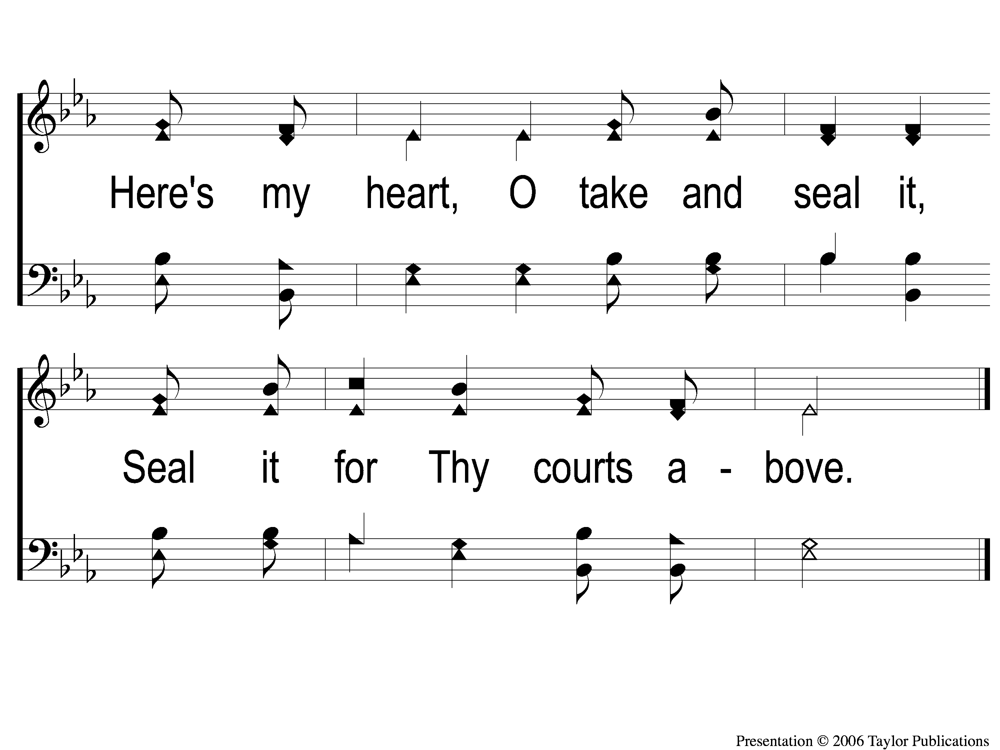 Here's my heart, O take and seal it,
Seal it for Thy courts a - bove.
Presentation © 2006 Taylor Publications